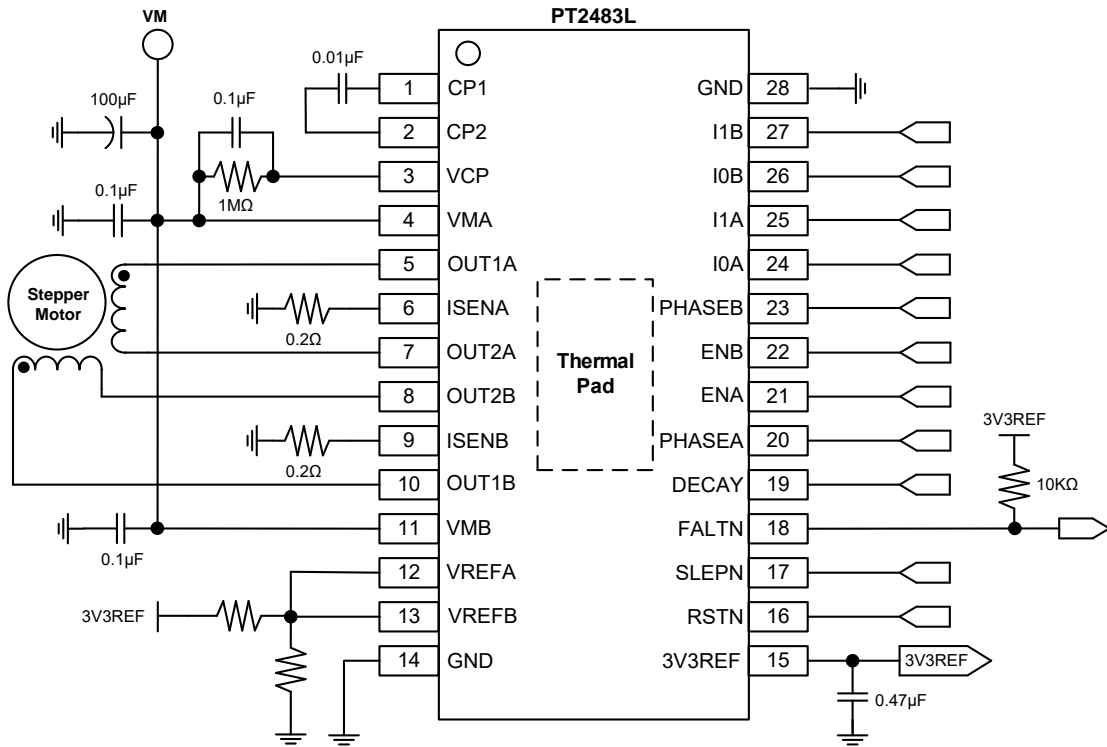 PT2483L
VM
0.01µF
1 CP1
GND 28
100µF
0.1µF
2 CP2
I1B 27
3 VCP
I0B 26
1MΩ
0.1µF
4 VMA
I1A 25
5 OUT1A
I0A 24
Stepper
Motor
6 ISENA
PHASEB 23
0.2Ω
7 OUT2A
ENB 22
Thermal
Pad
8 OUT2B
ENA 21
9 ISENB
PHASEA 20
3V3REF
0.2Ω
10 OUT1B
DECAY 19
10KΩ
11 VMB
FALTN 18
0.1µF
12 VREFA
SLEPN 17
3V3REF
13 VREFB
RSTN 16
14 GND
3V3REF 15
3V3REF
0.47µF